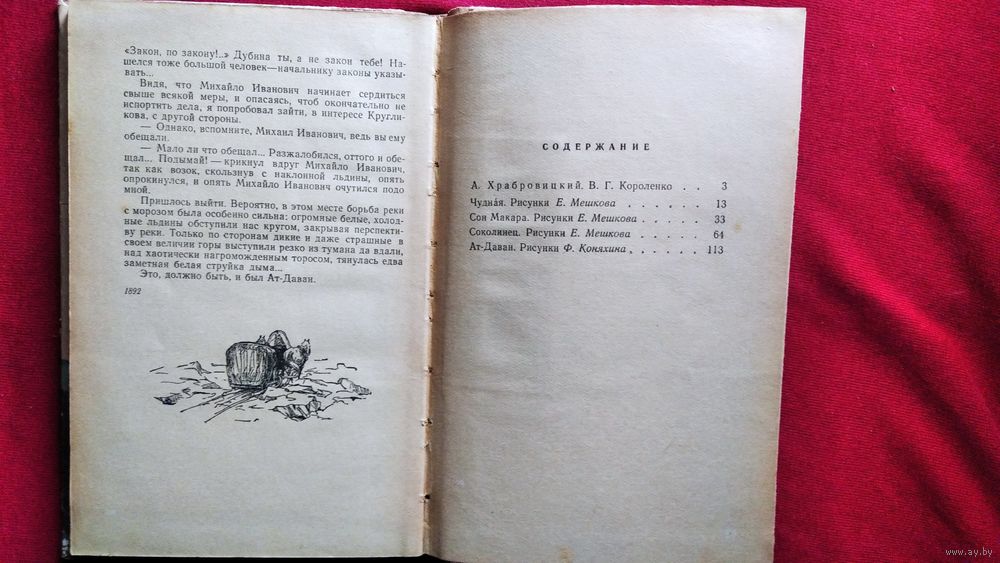 «Закон, по закону!..» Дубина ты, а не закон тебе! На-
шелся тоже большой человек—начальнику законы указы-
вать...
Видя, что Михайло Иванович начинает сердиться
свыше всякой меры, и опасаясь, чтоб окончательно не
испортить дела, я попробовал зайти, в интересе Кругли-
кова, с другой стороны.
— Однако, вспомните, Михаил Иванович, ведь вы ему
обещали.
— Мало ли что обещал... Разжалобился, оттого и обе-
щал... Подымай! — крикнул вдруг Михайло Иванович,
так как возок, скользнув с наклонной льдины, опять
опрокинулся, и опять Михайло Иванович очутился подо
мной.
Пришлось выйти. Вероятно, в этом месте борьба реки
с морозом была особенно сильна: огромные белые, холод-
ные льдины обступили нас кругом, закрывая перспекти-
ву реки. Только по сторонам дикие и даже страшные в
своем величии горы выступили резко из тумана да вдали,
над хаотически нагроможденным торосом, тянулась едва
заметная белая струйка дыма...
Это, должно быть, и был Ат-Даван.
1892
СОДЕРЖАНИЕ
А. Храбровицкий. В. Г. Короленко . . 3
Чудна́я. Рисунки Е. Мешкова . . . . . 13
Сон Макара. Рисунки Е. Мешкова . . . . 33
Соколинец. Рисунки Е. Мешкова . . . . . 64
Ат-Даван. Рисунки Ф. Коняхина . . . . . . 113
www.ay.by